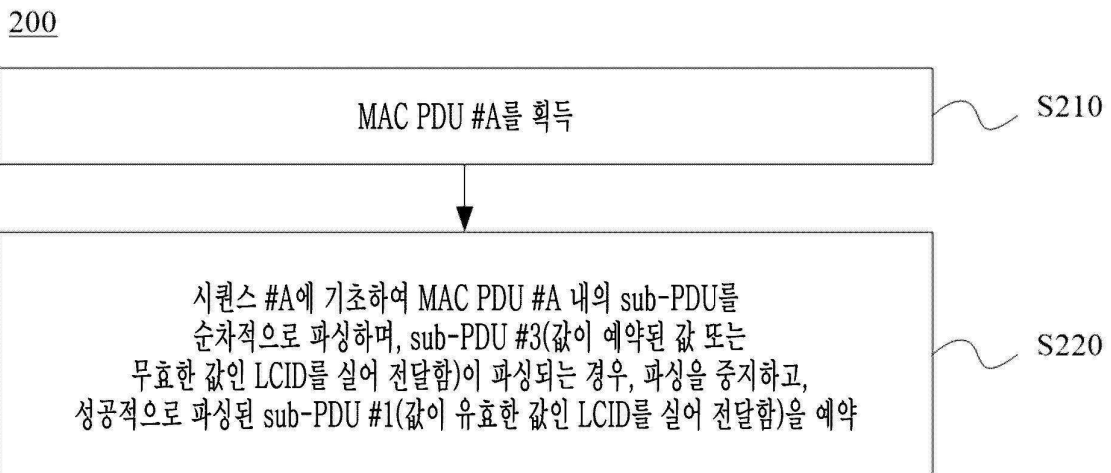 200
MAC PDU #A를 획득
S210
시퀀스 #A에 기초하여 MAC PDU #A 내의 sub-PDU를
순차적으로 파싱하며, sub-PDU #3(값이 예약된 값 또는
무효한 값인 LCID를 실어 전달함)이 파싱되는 경우, 파싱을 중지하고,
성공적으로 파싱된 sub-PDU #1(값이 유효한 값인 LCID를 실어 전달함)을 예약
S220